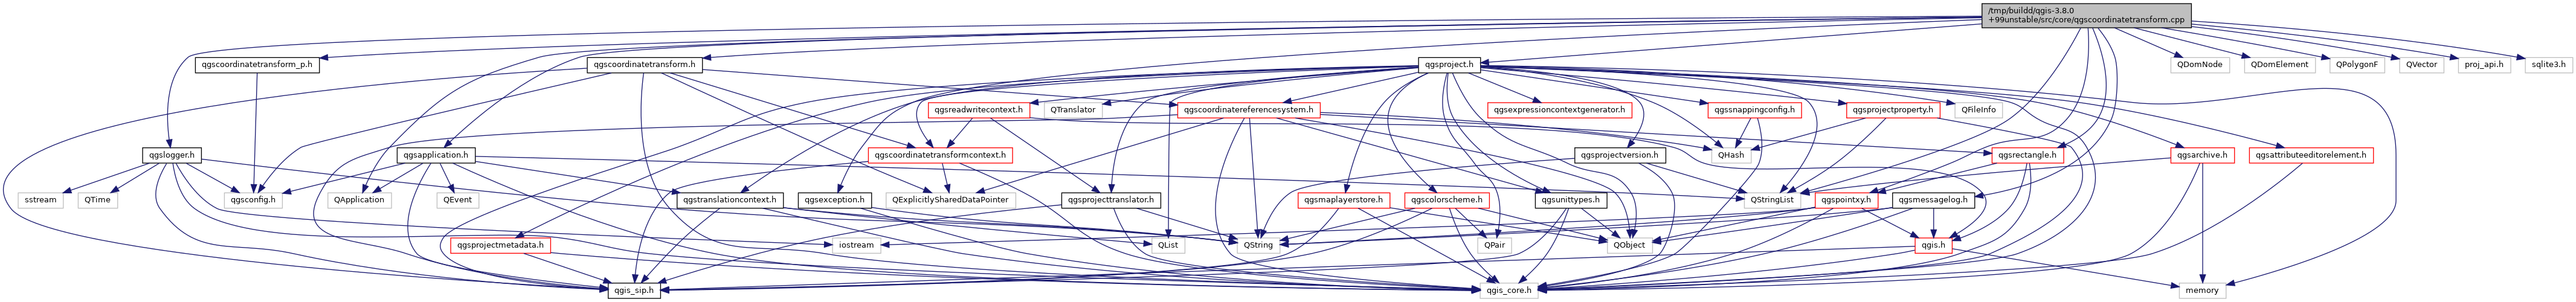 /tmp/buildd/qgis-3.8.0
+99unstable/src/core/qgscoordinatetransform.cpp
qgscoordinatetransform_p.h
qgscoordinatetransform.h
qgsproject.h
QDomNode
QDomElement
QPolygonF
QVector
proj_api.h
sqlite3.h
qgsreadwritecontext.h
QTranslator
qgscoordinatereferencesystem.h
qgsexpressioncontextgenerator.h
qgssnappingconfig.h
qgsprojectproperty.h
QFileInfo
qgslogger.h
qgsapplication.h
qgscoordinatetransformcontext.h
qgsprojectversion.h
QHash
qgsrectangle.h
qgsarchive.h
qgsattributeeditorelement.h
sstream
QTime
qgsconfig.h
QApplication
QEvent
qgstranslationcontext.h
qgsexception.h
QExplicitlySharedDataPointer
qgsprojecttranslator.h
qgsmaplayerstore.h
qgscolorscheme.h
qgsunittypes.h
QStringList
qgspointxy.h
qgsmessagelog.h
qgsprojectmetadata.h
iostream
QList
QString
QPair
QObject
qgis.h
qgis_sip.h
qgis_core.h
memory